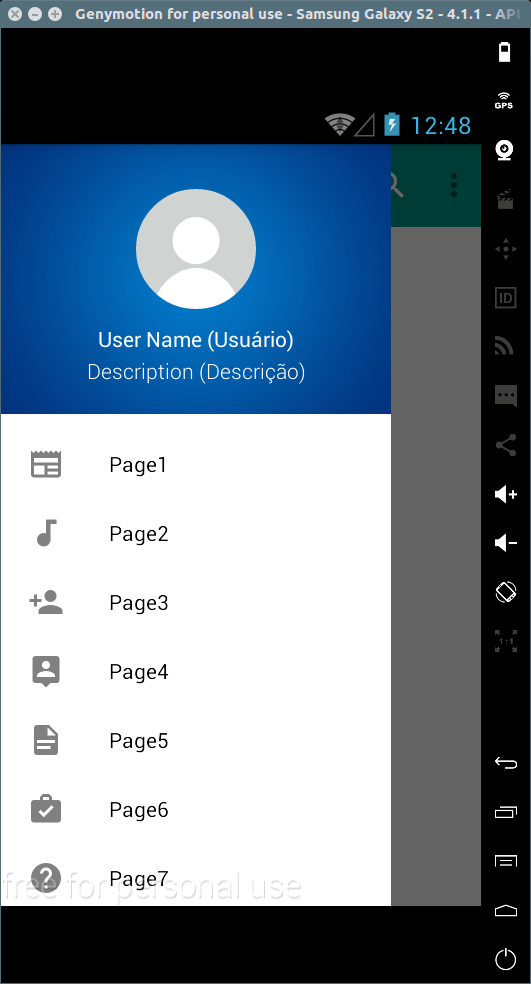 Genymotion for personal use - Samsung Galaxy S2 - 4.1.1 - API
12:48
GPS
User Name (Usuário)
Description (Descrição)
ID
Page1
Page2
Page3
Page4
1:1
Page5
Page6
Page7
free for personal use